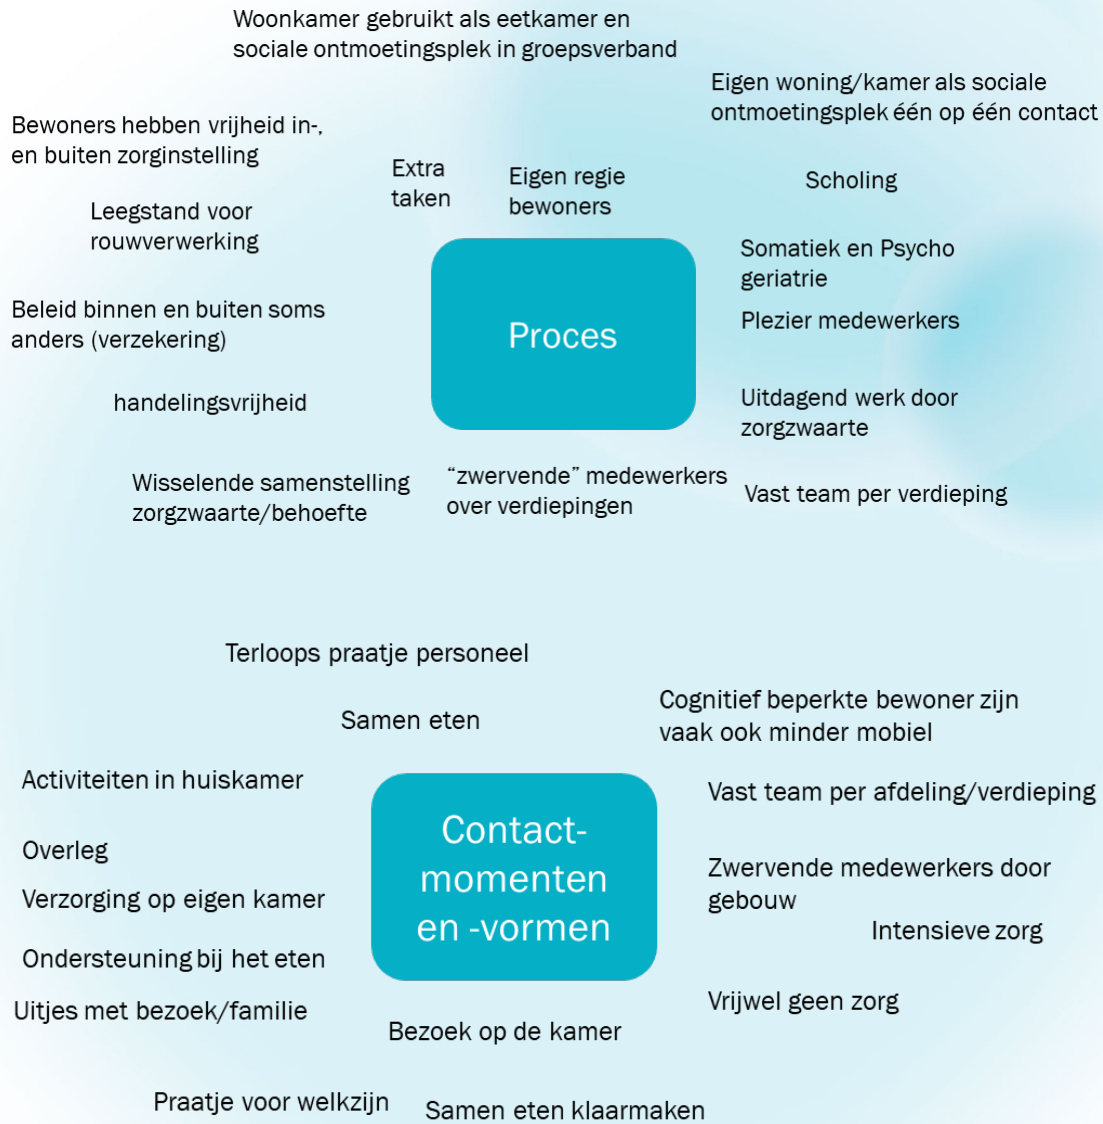 Woonkamer gebruikt als eetkamer en
sociale ontmoetingsplek in groepsverband
Eigen woning/kamer als sociale
ontmoetingsplek één op één contact
Bewoners hebben vrijheid in-,
en buiten zorginstelling
Extra
taken
Eigen regie
bewoners
Scholing
Leegstand voor
rouwverwerking
Somatiek en Psycho
geriatrie
Beleid binnen en buiten soms
anders (verzekering)
Proces
Plezier medewerkers
handelingsvrijheid
Uitdagend werk door
zorgzwaarte
Wisselende samenstelling
zorgzwaarte/behoefte
“zwervende” medewerkers
over verdiepingen
Vast team per verdieping
Terloops praatje personeel
Samen eten
Cognitief beperkte bewoner zijn
vaak ook minder mobiel
Activiteiten in huiskamer
Vast team per afdeling/verdieping
Contact-
momenten
en -vormen
Overleg
Zwervende medewerkers door
gebouw
Verzorging op eigen kamer
Intensieve zorg
Ondersteuning bij het eten
Uitjes met bezoek/familie
Vrijwel geen zorg
Bezoek op de kamer
Praatje voor welkzijn
Samen eten klaarmaken